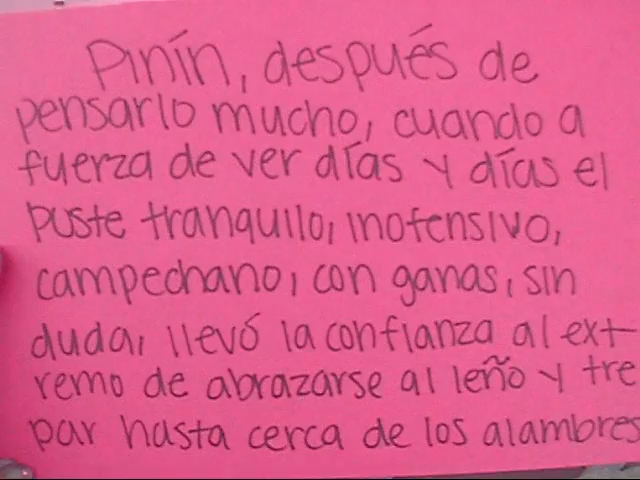 Pinín, después de
pensarlo mucho, cuando a
fuerza de ver días y días el
puste tranquilo, inofensivo,
campechano, con ganas, sin
duda, llevó la confianza al ext-
remo de abrazarse al leño y tre
par hasta cerca de los alambres